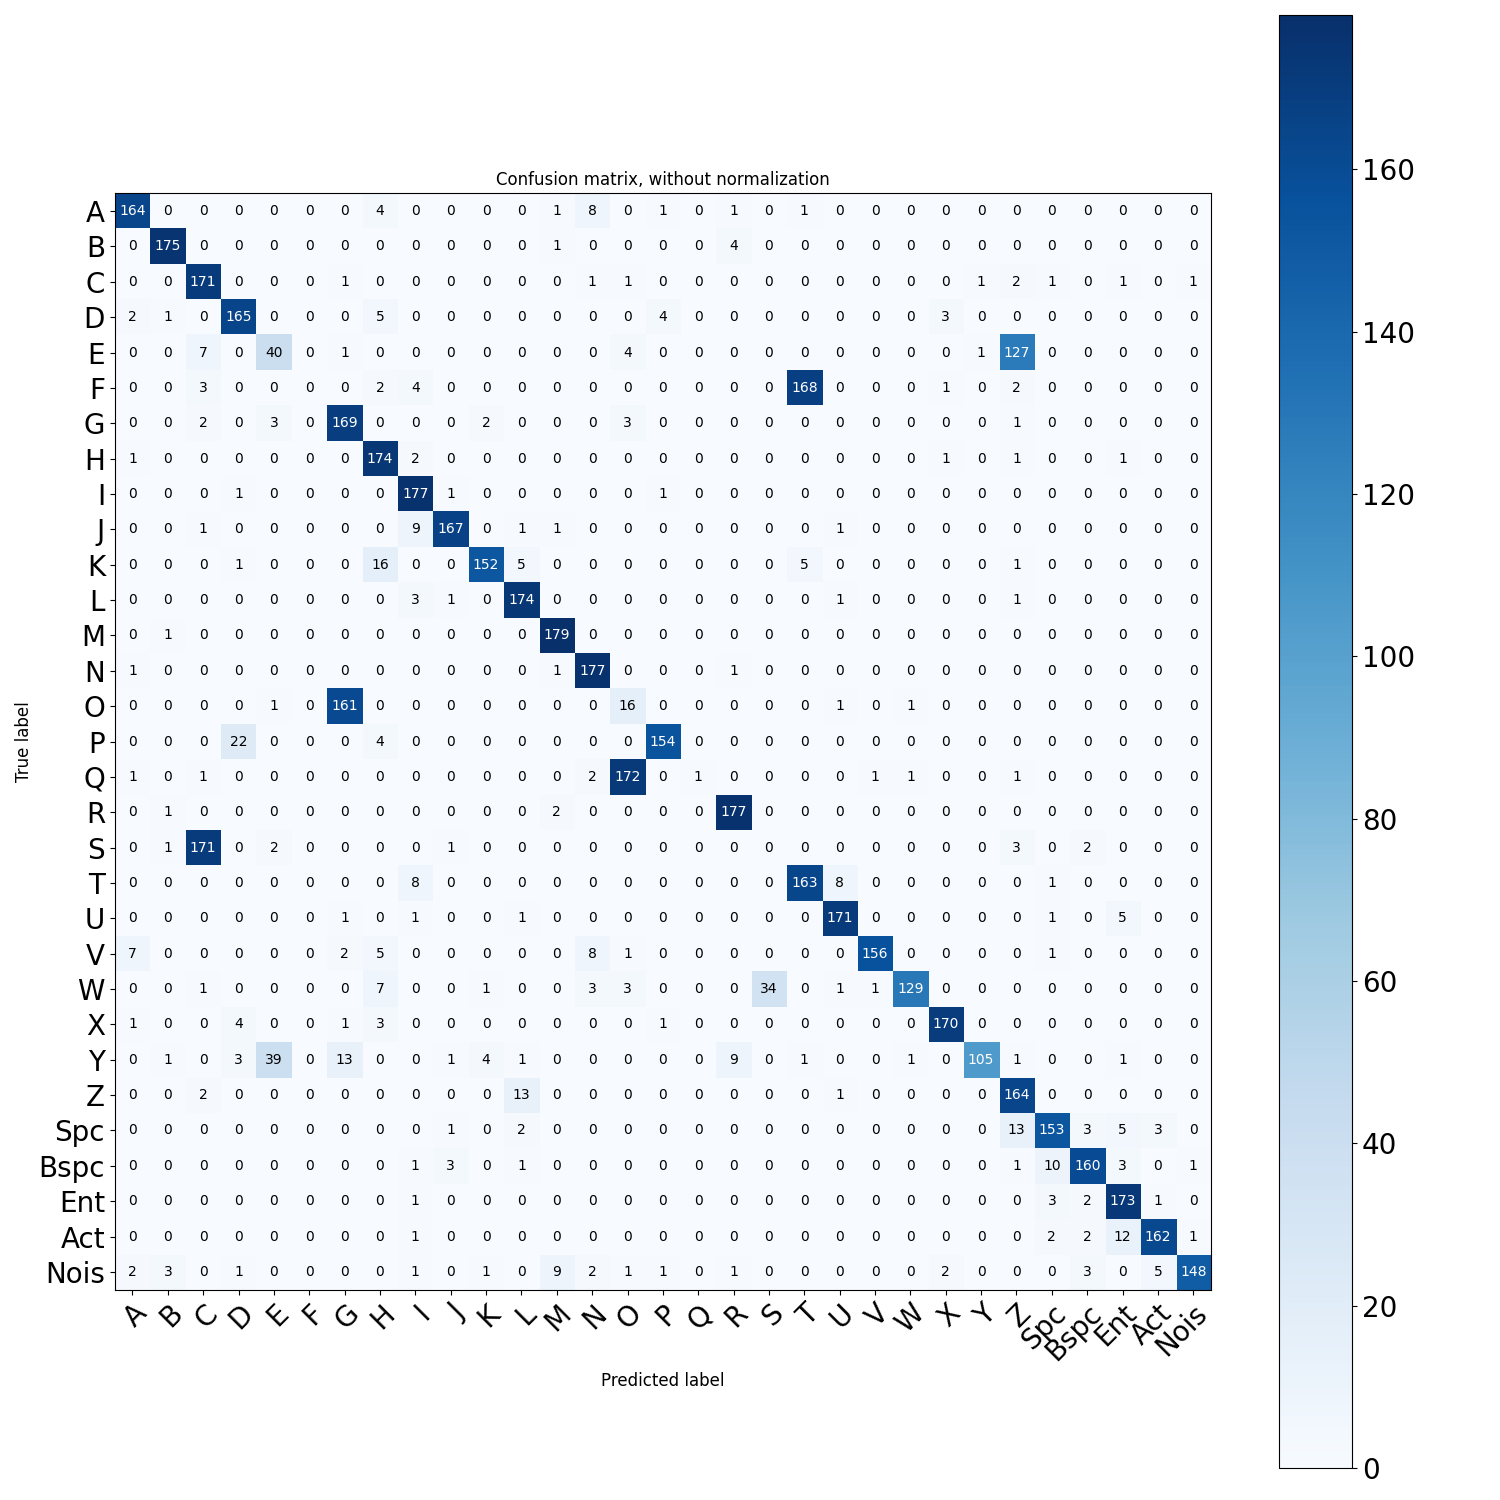 Confusion matrix, without normalization
A 164 0 0 0 0 0 0 4 0 0 0 0 1 8 0 1 0 1 0 1 0 0 0 0 0 0 0 0 0 0 0
B 0 175 0 0 0 0 0 0 0 0 0 0 1 0 0 0 0 4 0 0 0 0 0 0 0 0 0 0 0 0 0
C 0 0 171 0 0 0 1 0 0 0 0 0 0 1 1 0 0 0 0 0 0 0 0 0 1 2 1 0 1 0 1
D 2 1 0 165 0 0 0 5 0 0 0 0 0 0 0 4 0 0 0 0 0 0 0 3 0 0 0 0 0 0 0
E 0 0 7 0 40 0 1 0 0 0 0 0 0 0 4 0 0 0 0 0 0 0 0 0 1 127 0 0 0 0 0
F 0 0 3 0 0 0 0 2 4 0 0 0 0 0 0 0 0 0 0 168 0 0 0 1 0 2 0 0 0 0 0
G 0 0 2 0 3 0 169 0 0 0 2 0 0 0 3 0 0 0 0 0 0 0 0 0 0 1 0 0 0 0 0
H 1 0 0 0 0 0 0 174 2 0 0 0 0 0 0 0 0 0 0 0 0 0 0 1 0 1 0 0 1 0 0
I 0 0 0 1 0 0 0 0 177 1 0 0 0 0 0 1 0 0 0 0 0 0 0 0 0 0 0 0 0 0 0
J 0 0 1 0 0 0 0 0 9 167 0 1 1 0 0 0 0 0 0 0 1 0 0 0 0 0 0 0 0 0 0
K 0 0 0 1 0 0 0 16 0 0 152 5 0 0 0 0 0 0 0 5 0 0 0 0 0 1 0 0 0 0 0
L 0 0 0 0 0 0 0 0 3 1 0 174 0 0 0 0 0 0 0 0 1 0 0 0 0 1 0 0 0 0 0
M 0 1 0 0 0 0 0 0 0 0 0 0 179 0 0 0 0 0 0 0 0 0 0 0 0 0 0 0 0 0 0
N 1 0 0 0 0 0 0 0 0 0 0 0 1 177 0 0 0 1 0 0 0 0 0 0 0 0 0 0 0 0 0
O 0 0 0 0 1 0 161 0 0 0 0 0 0 0 16 0 0 0 0 0 1 0 1 0 0 0 0 0 0 0 0
P 0 0 0 22 0 0 0 4 0 0 0 0 0 0 0 154 0 0 0 0 0 0 0 0 0 0 0 0 0 0 0
Q 1 0 1 0 0 0 0 0 0 0 0 0 0 2 172 0 1 0 0 0 0 1 1 0 0 1 0 0 0 0 0
R 0 1 0 0 0 0 0 0 0 0 0 0 2 0 0 0 0 177 0 0 0 0 0 0 0 0 0 0 0 0 0
S 0 1 171 0 2 0 0 0 0 1 0 0 0 0 0 0 0 0 0 0 0 0 0 0 0 3 0 2 0 0 0
T 0 0 0 0 0 0 0 0 8 0 0 0 0 0 0 0 0 0 0 163 8 0 0 0 0 0 1 0 0 0 0
U 0 0 0 0 0 0 1 0 1 0 0 1 0 0 0 0 0 0 0 0 171 0 0 0 0 0 1 0 5 0 0
V 7 0 0 0 0 0 2 5 0 0 0 0 0 8 1 0 0 0 0 0 0 156 0 0 0 0 1 0 0 0 0
W 0 0 1 0 0 0 0 7 0 0 1 0 0 3 3 0 0 0 34 0 1 1 129 0 0 0 0 0 0 0 0
X 1 0 0 4 0 0 1 3 0 0 0 0 0 0 0 1 0 0 0 0 0 0 0 170 0 0 0 0 0 0 0
Y 0 1 0 3 39 0 13 0 0 1 4 1 0 0 0 0 0 9 0 1 0 0 1 0 105 1 0 0 1 0 0
Z 0 0 2 0 0 0 0 0 0 0 0 13 0 0 0 0 0 0 0 0 1 0 0 0 0 164 0 0 0 0 0
Spc 0 0 0 0 0 0 0 0 0 1 0 2 0 0 0 0 0 0 0 0 0 0 0 0 0 13 153 3 5 3 0
Bspc 0 0 0 0 0 0 0 0 1 3 0 1 0 0 0 0 0 0 0 0 0 0 0 0 0 1 10 160 3 0 1
Ent 0 0 0 0 0 0 0 0 1 0 0 0 0 0 0 0 0 0 0 0 0 0 0 0 0 0 3 2 173 1 0
Act 0 0 0 0 0 0 0 0 1 0 0 0 0 0 0 0 0 0 0 0 0 0 0 0 0 0 2 2 12 162 1
Nois 2 3 0 1 0 0 0 0 1 0 1 0 9 2 1 1 0 1 0 0 0 0 0 2 0 0 0 3 0 5 148
A B C D E F G H I J K L M N O P Q R S T U V W X Y Z Spc Bspc Ent Act Nois
Predicted label
True label
160
140
120
100
80
60
40
20
0